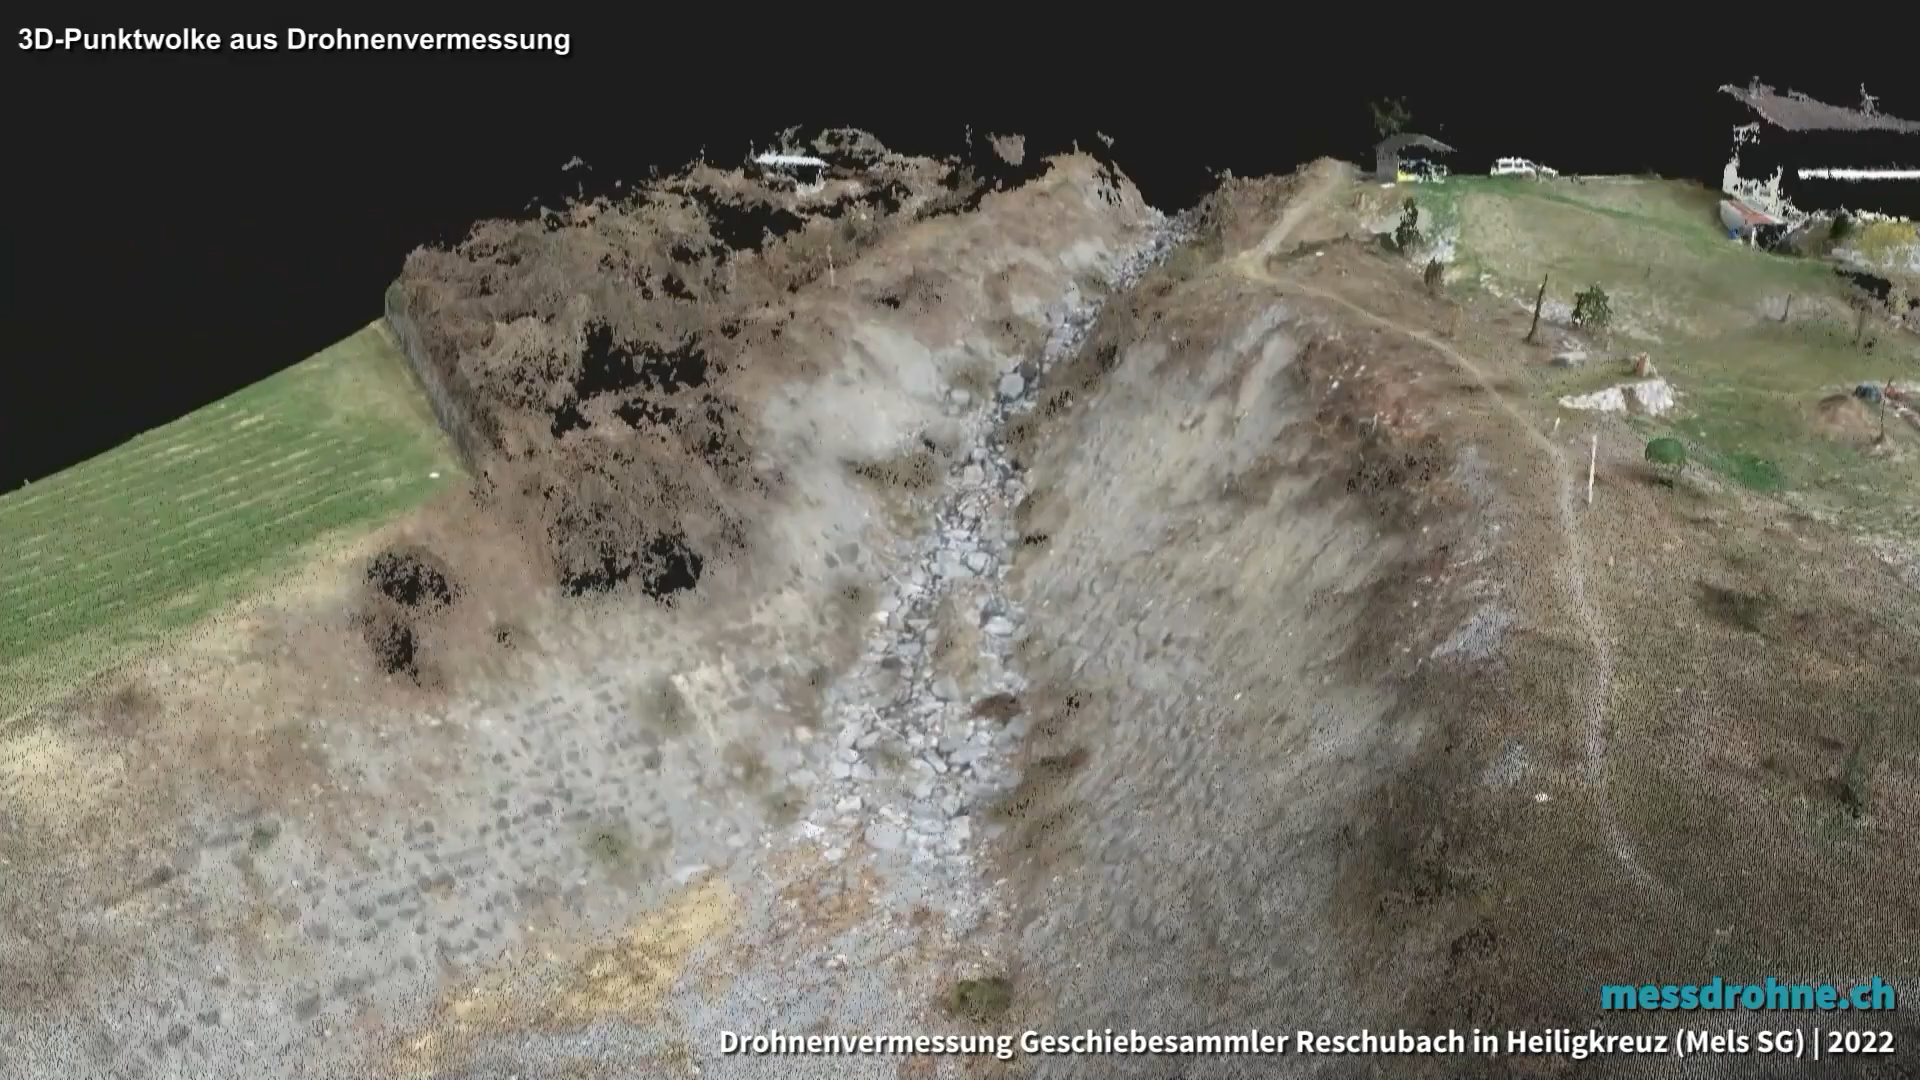 3D-Punktwolke aus Drohnenvermessung
messdrohne.ch
Drohnenvermessung Geschiebesammler Reschubach in Heiligkreuz (Mels SG) | 2022